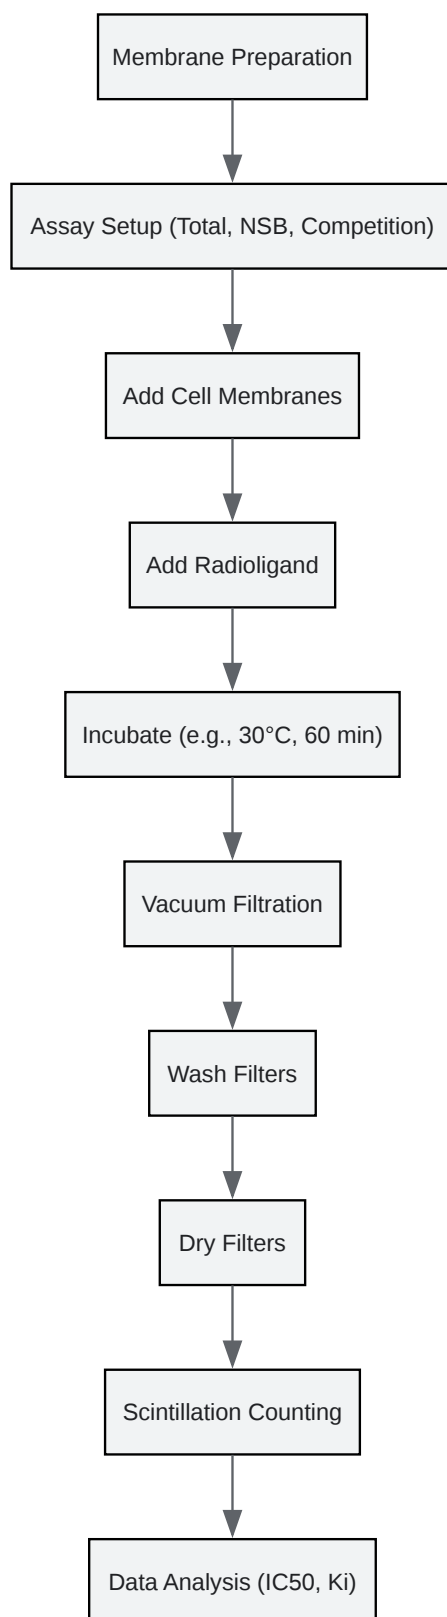 Membrane Preparation
Assay Setup (Total, NSB, Competition)
Add Cell Membranes
Add Radioligand
Incubate (e.g., 30°C, 60 min)
Vacuum Filtration
Wash Filters
Dry Filters
Scintillation Counting
Data Analysis (IC50, Ki)